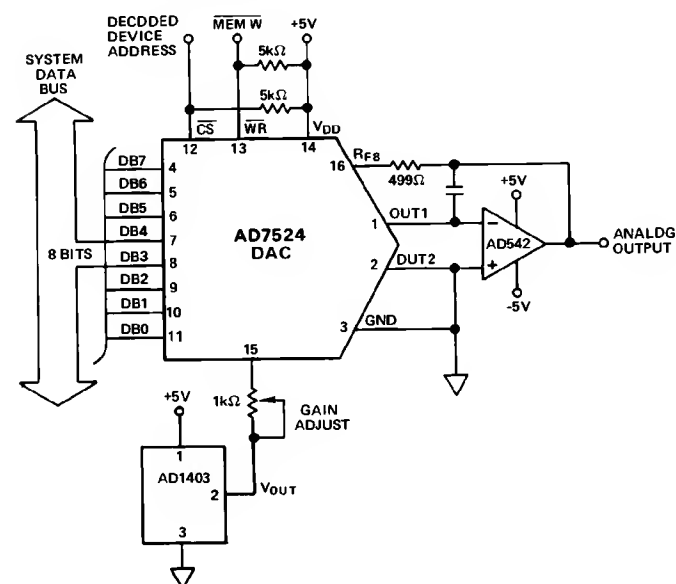 DECDDED
DEVICE
ADDRESS
MEM W
+5V
SYSTEM
DATA
BUS
5kΩ
5kΩ
CS
WR
VDD
12
13
14
DB7 4
DB6 5
DB5 6
DB4 7
8 BITS
DB3 8
DB2 9
DB1 10
DB0 11
AD7524
DAC
16
RF8
499Ω
1
OUT1
2
DUT2
3
GND
15
+5V
AD542
-5V
ANALDG
OUTPUT
1kΩ
GAIN
ADJUST
+5V
1
AD1403
2
VOUT
3